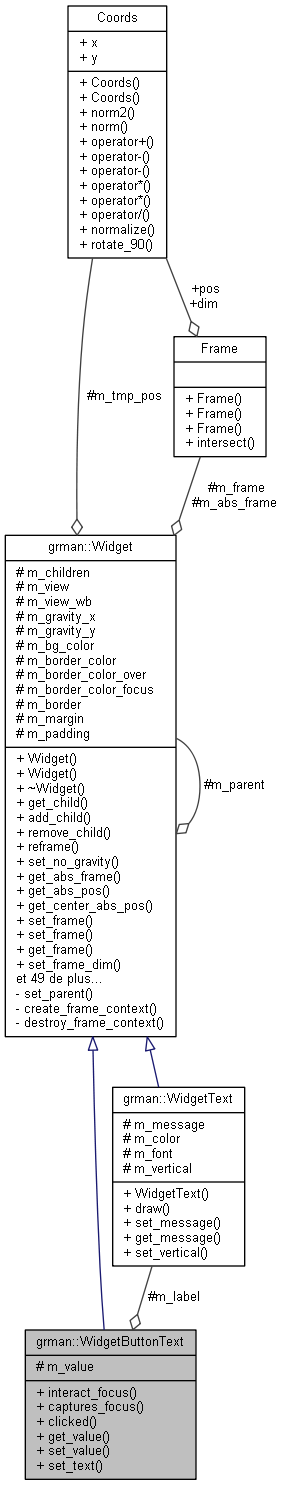 Coords
+ x
+ y
+ Coords()
+ Coords()
+ norm2()
+ norm()
+ operator+()
+ operator-()
+ operator-()
+ operator*()
+ operator*()
+ operator/()
+ normalize()
+ rotate_90()
+pos
+dim
Frame
+ Frame()
+ Frame()
+ Frame()
+ intersect()
#m_tmp_pos
#m_frame
#m_abs_frame
grman::Widget
# m_children
# m_view
# m_view_wb
# m_gravity_x
# m_gravity_y
# m_bg_color
# m_border_color
# m_border_color_over
# m_border_color_focus
# m_border
# m_margin
# m_padding
+ Widget()
+ Widget()
+ ~Widget()
+ get_child()
+ add_child()
+ remove_child()
+ reframe()
+ set_no_gravity()
+ get_abs_frame()
+ get_abs_pos()
+ get_center_abs_pos()
+ set_frame()
+ set_frame()
+ get_frame()
+ set_frame_dim()
et 49 de plus...
- set_parent()
- create_frame_context()
- destroy_frame_context()
#m_parent
grman::WidgetText
# m_message
# m_color
# m_font
# m_vertical
+ WidgetText()
+ draw()
+ set_message()
+ get_message()
+ set_vertical()
#m_label
grman::WidgetButtonText
# m_value
+ interact_focus()
+ captures_focus()
+ clicked()
+ get_value()
+ set_value()
+ set_text()